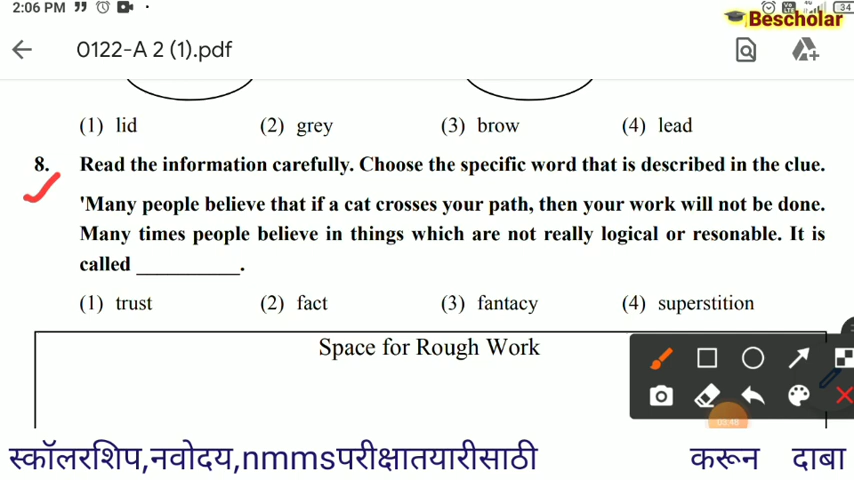 2:06 PM
34
Bescholar
O122-A 2 (1).pdf
(1) lid (2) grey (3) brow (4) lead
8. Read the information carefully. Choose the specific word that is described in the clue.
'Many people believe that if a cat crosses your path, then your work will not be done.
Many times people believe in things which are not really logical or resonable. It is
called __________.
(1) trust (2) fact (3) fantacy (4) superstition
Space for Rough Work
स्कॉलरशिप,नवोदय,nmmsपरीक्षातयारीसाठी करून दाबा